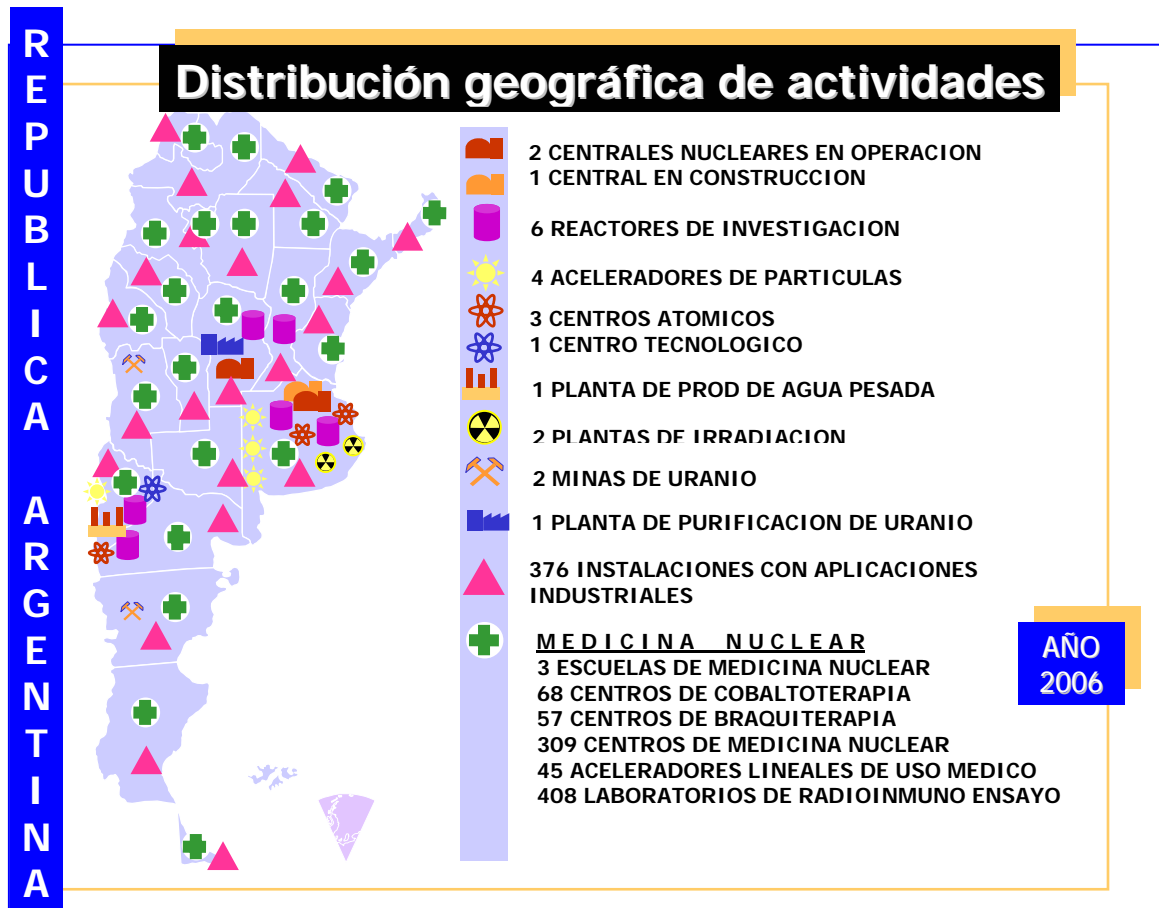 REPUBLICA ARGENTINA
Distribución geográfica de actividades
2 CENTRALES NUCLEARES EN OPERACION
1 CENTRAL EN CONSTRUCCION
6 REACTORES DE INVESTIGACION
4 ACELERADORES DE PARTICULAS
3 CENTROS ATOMICOS
1 CENTRO TECNOLOGICO
1 PLANTA DE PROD DE AGUA PESADA
2 PLANTAS DE IRRADIACION
2 MINAS DE URANIO
1 PLANTA DE PURIFICACION DE URANIO
376 INSTALACIONES CON APLICACIONES
INDUSTRIALES
MEDICINA NUCLEAR
3 ESCUELAS DE MEDICINA NUCLEAR
68 CENTROS DE COBALTOTERAPIA
57 CENTROS DE BRAQUITERAPIA
309 CENTROS DE MEDICINA NUCLEAR
45 ACELERADORES LINEALES DE USO MEDICO
408 LABORATORIOS DE RADIOINMUNO ENSAYO
AÑO
2006